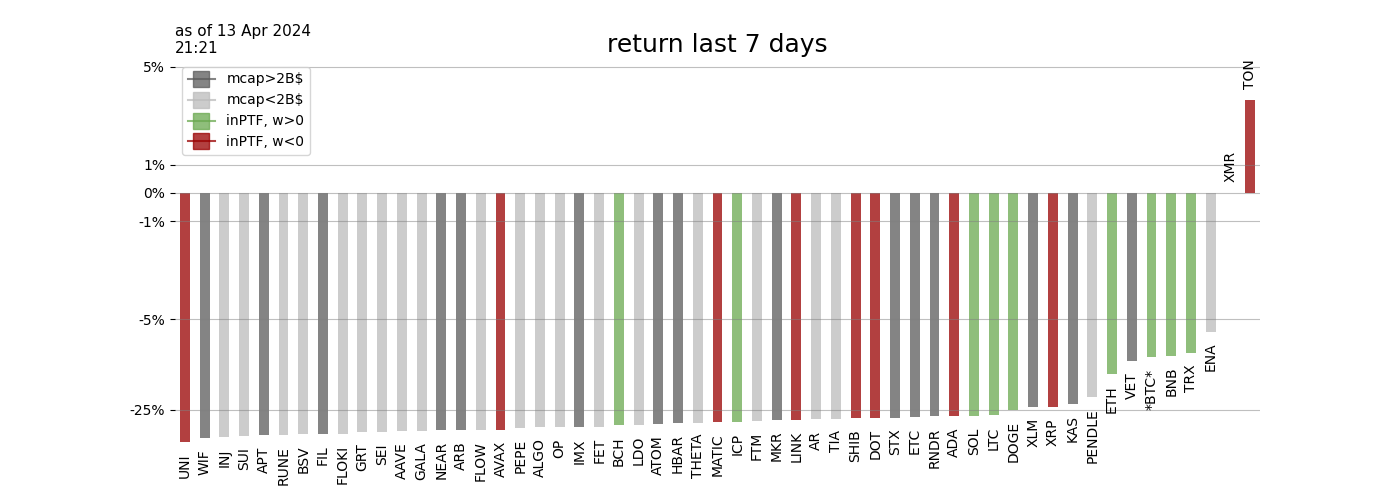 as of 13 Apr 2024
21:21
return last 7 days
5%
1%
0%
-1%
-5%
-25%
mcap>2B$
mcap<2B$
inPTF, w>0
inPTF, w<0
UNI
WIF
INJ
SUI
APT
RUNE
BSV
FIL
FLOKI
GRT
SEI
AAVE
GALA
NEAR
ARB
FLOW
AVAX
PEPE
ALGO
OP
IMX
FET
BCH
LDO
ATOM
HBAR
THETA
MATIC
ICP
FTM
MKR
LINK
AR
TIA
SHIB
DOT
STX
ETC
RNDR
ADA
SOL
LTC
DOGE
XLM
XRP
KAS
PENDLE
ETH
VET
*BTC*
BNB
TRX
ENA
XMR
TON